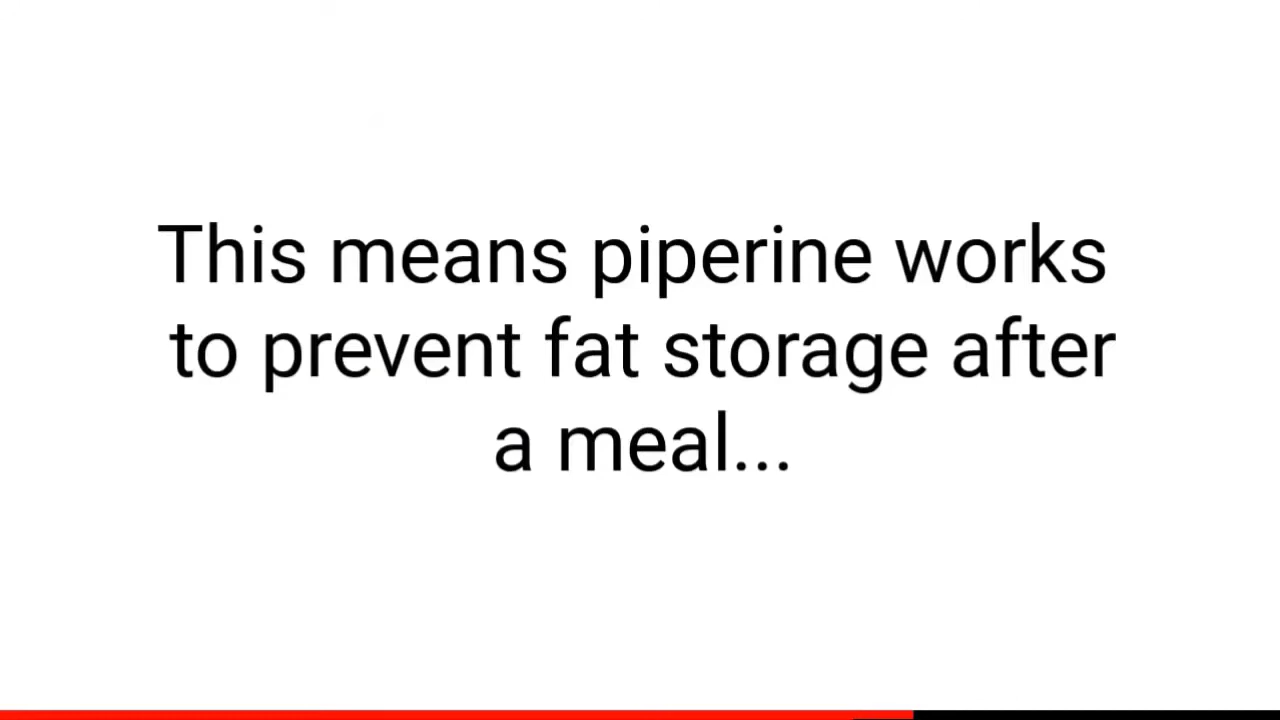 This means piperine works
to prevent fat storage after
a meal...